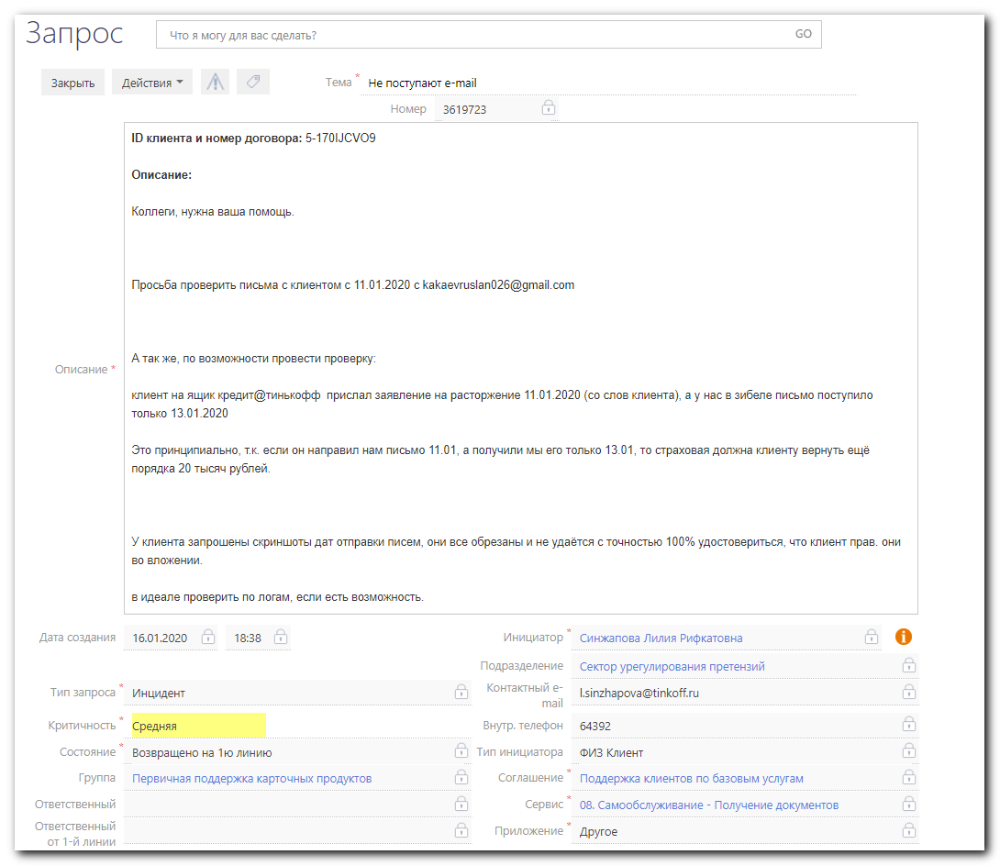 Запрос
Что я могу для вас сделать?
GO
Закрыть
Действия
Тема *
Не поступают e-mail
Номер
3619723
ID клиента и номер договора: 5-170IJCVO9
Описание:
Коллеги, нужна ваша помощь.
Просьба проверить письма с клиентом с 11.01.2020 с kakaevruslan026@gmail.com
А так же, по возможности провести проверку:
Описание *
клиент на ящик кредит@тинькофф прислал заявление на расторжение 11.01.2020 (со слов клиента), а у нас в зибеле письмо поступило
только 13.01.2020
Это принципиально, т.к. если он направил нам письмо 11.01, а получили мы его только 13.01, то страховая должна клиенту вернуть ещё
порядка 20 тысяч рублей.
У клиента запрошены скриншоты дат отправки писем, они все обрезаны и не удаётся с точностью 100% удостовериться, что клиент прав. они
во вложении.
в идеале проверить по логам, если есть возможность.
Дата создания
16.01.2020
18:38
Инициатор *
Синжапова Лилия Рифкатовна
Подразделение
Сектор урегулирования претензий
Тип запроса *
Инцидент
Контактный e-
mail
l.sinzhapova@tinkoff.ru
Критичность *
Средняя
Внутр. телефон
64392
Состояние *
Возвращено на 1ю линию
Тип инициатора
ФИЗ Клиент
Группа
Первичная поддержка карточных продуктов
Соглашение *
Поддержка клиентов по базовым услугам
Ответственный
Сервис *
08. Самообслуживание - Получение документов
Ответственный
от 1-й линии
Приложение *
Другое